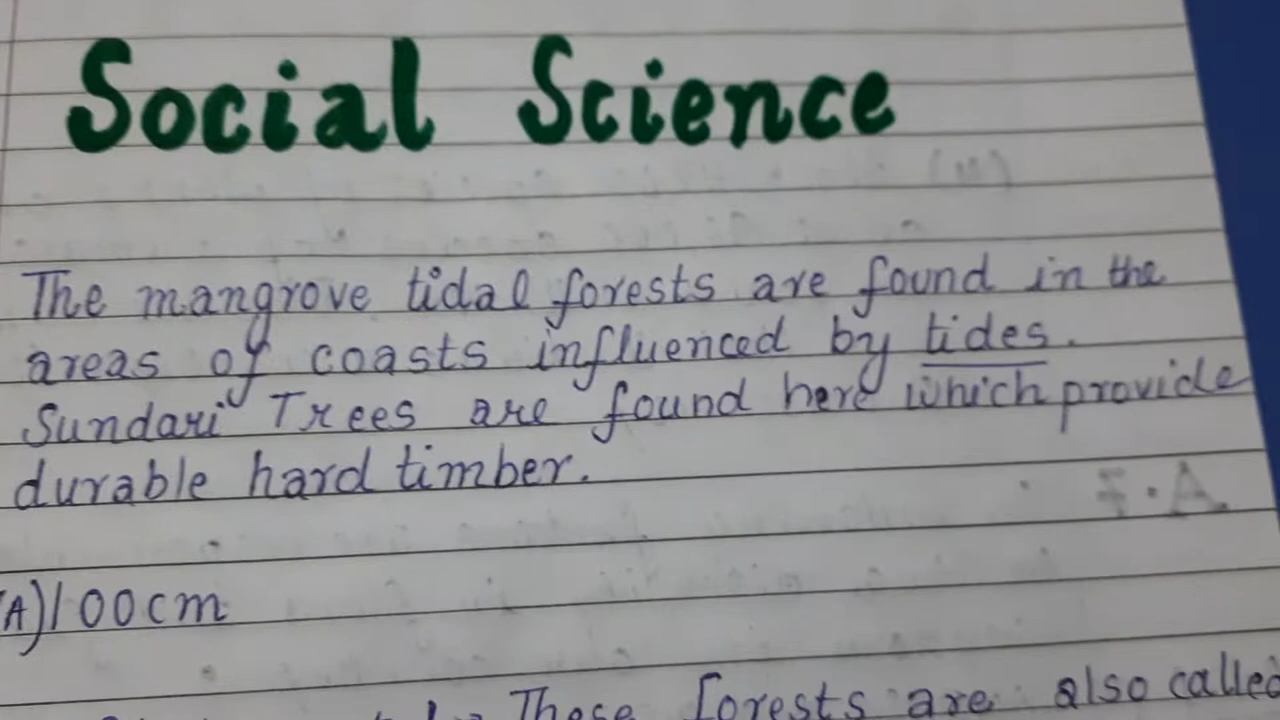 Social Science
The mangrove tidal forests are found in the
areas of coasts influenced by tides.
Sundari Trees are found here which provide
durable hard timber.
(A) 100cm
These forests are also called